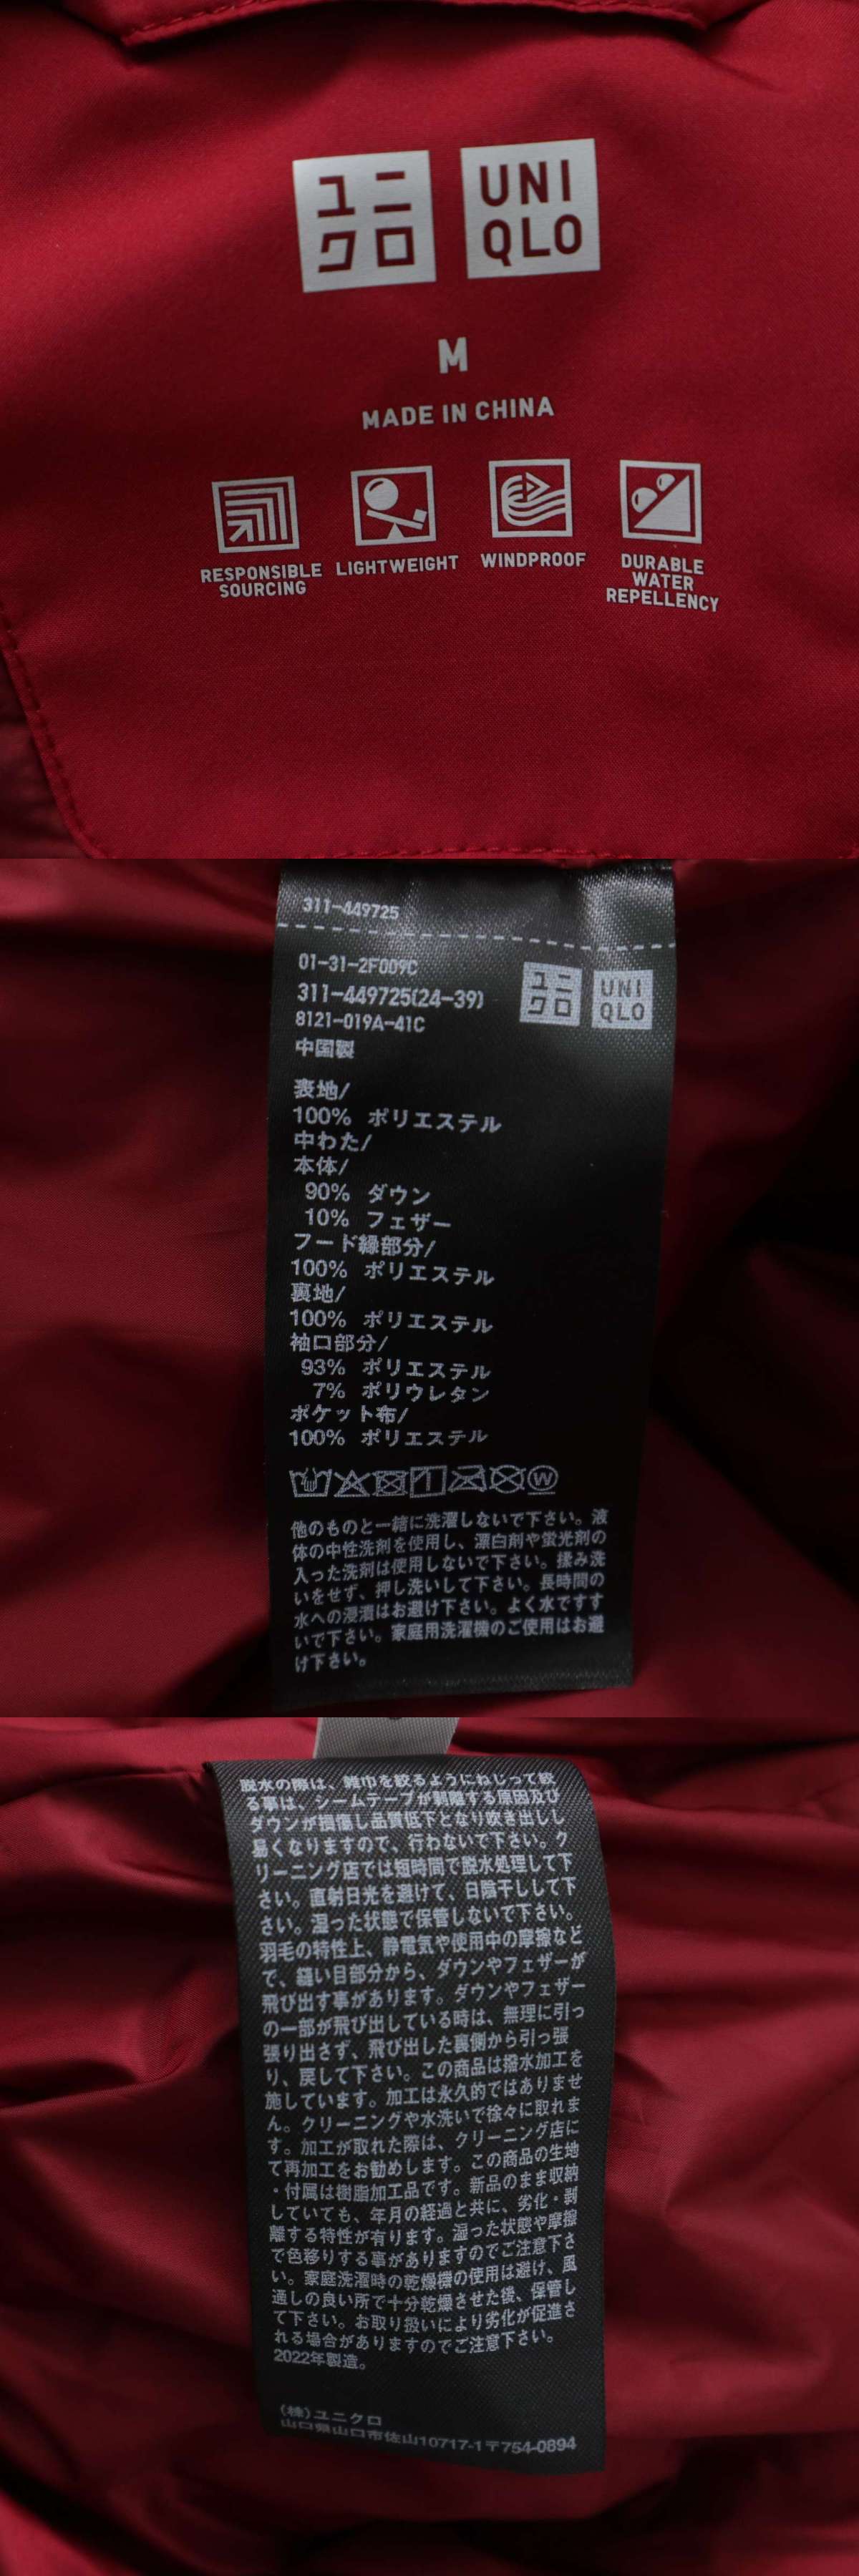 ユニ UNI
クロ QLO
M
MADE IN CHINA
RESPONSIBLE SOURCING
LIGHTWEIGHT
WINDPROOF
DURABLE WATER REPELLENCY
311-449725
01-31-2F009C
311-449725(24-39)
8121-019A-41C
ユニ UNI
クロ QLO
中国製
表地/
100% ポリエステル
中わた/
本体/
90% ダウン
10% フェザー
フード縁部分/
100% ポリエステル
裏地/
100% ポリエステル
袖口部分/
93% ポリエステル
7% ポリウレタン
ポケット布/
100% ポリエステル
W
他のものと一緒に洗濯しないで下さい。液
体の中性洗剤を使用し、漂白剤や蛍光剤の
入った洗剤は使用しないで下さい。揉み洗
いをせず、押し洗いして下さい。長時間の
水への浸漬はお避け下さい。よく水ですす
いで下さい。家庭用洗濯機のご使用はお避
け下さい。
脱水の際は、雑巾を絞るようにねじって絞
る事は、シームテープが剥離する原因及び
ダウンが損傷し品質低下となり吹き出しし
易くなりますので、行わないで下さい。ク
リーニング店では短時間で脱水処理して下
さい。直射日光を避けて、日陰干しして下
さい。湿った状態で保管しないで下さい。
羽毛の特性上、静電気や使用中の摩擦など
で、縫い目部分から、ダウンやフェザーが
飛び出す事があります。ダウンやフェザー
の一部が飛び出している時は、無理に引っ
張り出さず、飛び出した裏側から引っ張
り、戻して下さい。この商品は撥水加工を
施しています。加工は永久的ではありませ
ん。クリーニングや水洗いで徐々に取れま
す。加工が取れた際は、クリーニング店に
て再加工をお勧めします。この商品の生地
・付属は樹脂加工品です。新品のまま収納
していても、年月の経過と共に、劣化・剥
離する特性が有ります。湿った状態や摩擦
で色移りする事がありますのでご注意下さ
い。家庭洗濯時の乾燥機の使用は避け、風
通しの良い所で十分乾燥させた後、保管し
て下さい。お取り扱いにより劣化が促進さ
れる場合がありますのでご注意下さい。
2022年製造。
(株)ユニクロ
山口県山口市佐山10717-1〒754-0894